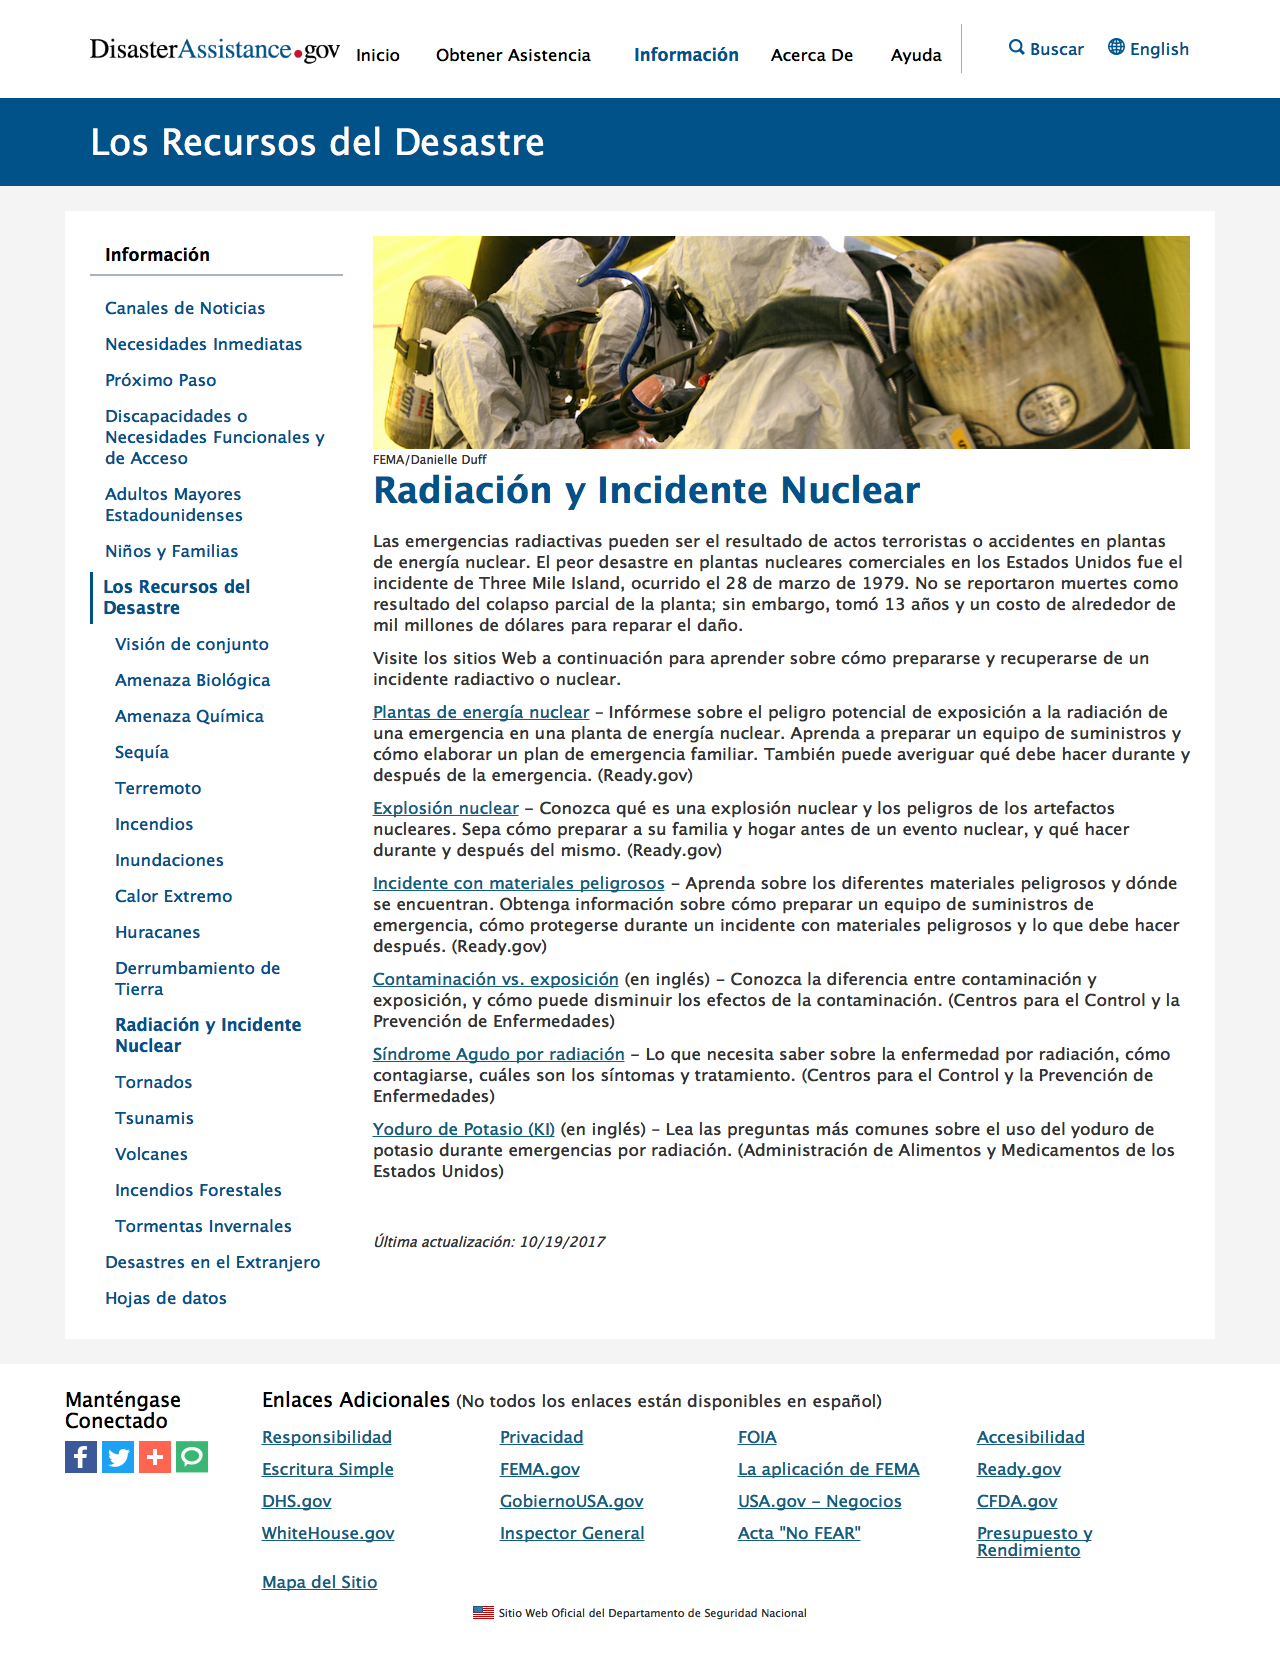 DisasterAssistance.gov
Inicio
Obtener Asistencia
Información
Acerca De
Ayuda
Buscar
English
Los Recursos del Desastre
Información
Canales de Noticias
Necesidades Inmediatas
Próximo Paso
Discapacidades o
Necesidades Funcionales y
de Acceso
Adultos Mayores
Estadounidenses
Niños y Familias
Los Recursos del
Desastre
Visión de conjunto
Amenaza Biológica
Amenaza Química
Sequía
Terremoto
Incendios
Inundaciones
Calor Extremo
Huracanes
Derrumbamiento de
Tierra
Radiación y Incidente
Nuclear
Tornados
Tsunamis
Volcanes
Incendios Forestales
Tormentas Invernales
Desastres en el Extranjero
Hojas de datos
FEMA/Danielle Duff
Radiación y Incidente Nuclear
Las emergencias radiactivas pueden ser el resultado de actos terroristas o accidentes en plantas
de energía nuclear. El peor desastre en plantas nucleares comerciales en los Estados Unidos fue el
incidente de Three Mile Island, ocurrido el 28 de marzo de 1979. No se reportaron muertes como
resultado del colapso parcial de la planta; sin embargo, tomó 13 años y un costo de alrededor de
mil millones de dólares para reparar el daño.
Visite los sitios Web a continuación para aprender sobre cómo prepararse y recuperarse de un
incidente radiactivo o nuclear.
Plantas de energía nuclear – Infórmese sobre el peligro potencial de exposición a la radiación de
una emergencia en una planta de energía nuclear. Aprenda a preparar un equipo de suministros y
cómo elaborar un plan de emergencia familiar. También puede averiguar qué debe hacer durante y
después de la emergencia. (Ready.gov)
Explosión nuclear – Conozca qué es una explosión nuclear y los peligros de los artefactos
nucleares. Sepa cómo preparar a su familia y hogar antes de un evento nuclear, y qué hacer
durante y después del mismo. (Ready.gov)
Incidente con materiales peligrosos – Aprenda sobre los diferentes materiales peligrosos y dónde
se encuentran. Obtenga información sobre cómo preparar un equipo de suministros de
emergencia, cómo protegerse durante un incidente con materiales peligrosos y lo que debe hacer
después. (Ready.gov)
Contaminación vs. exposición (en inglés) – Conozca la diferencia entre contaminación y
exposición, y cómo puede disminuir los efectos de la contaminación. (Centros para el Control y la
Prevención de Enfermedades)
Síndrome Agudo por radiación – Lo que necesita saber sobre la enfermedad por radiación, cómo
contagiarse, cuáles son los síntomas y tratamiento. (Centros para el Control y la Prevención de
Enfermedades)
Yoduro de Potasio (KI) (en inglés) – Lea las preguntas más comunes sobre el uso del yoduro de
potasio durante emergencias por radiación. (Administración de Alimentos y Medicamentos de los
Estados Unidos)
Última actualización: 10/19/2017
Manténgase
Conectado
Enlaces Adicionales (No todos los enlaces están disponibles en español)
Responsibilidad
Privacidad
FOIA
Accesibilidad
Escritura Simple
FEMA.gov
La aplicación de FEMA
Ready.gov
DHS.gov
GobiernoUSA.gov
USA.gov – Negocios
CFDA.gov
WhiteHouse.gov
Inspector General
Acta "No FEAR"
Presupuesto y
Rendimiento
Mapa del Sitio
Sitio Web Oficial del Departamento de Seguridad Nacional